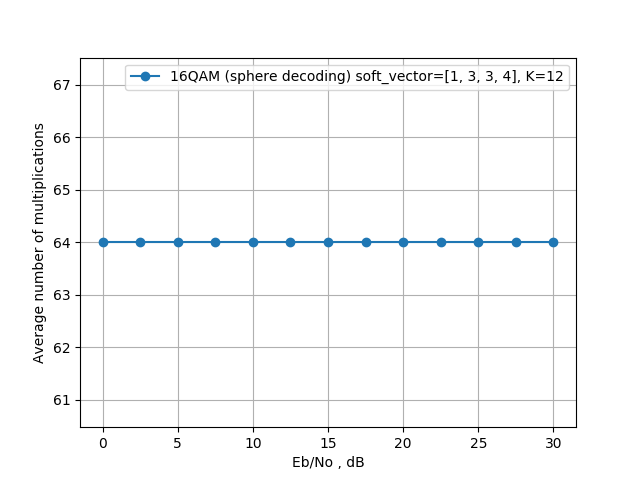 16QAM (sphere decoding) soft_vector=[1, 3, 3, 4], K=12
67
66
65
64
63
62
61
Average number of multiplications
0 5 10 15 20 25 30
Eb/No , dB